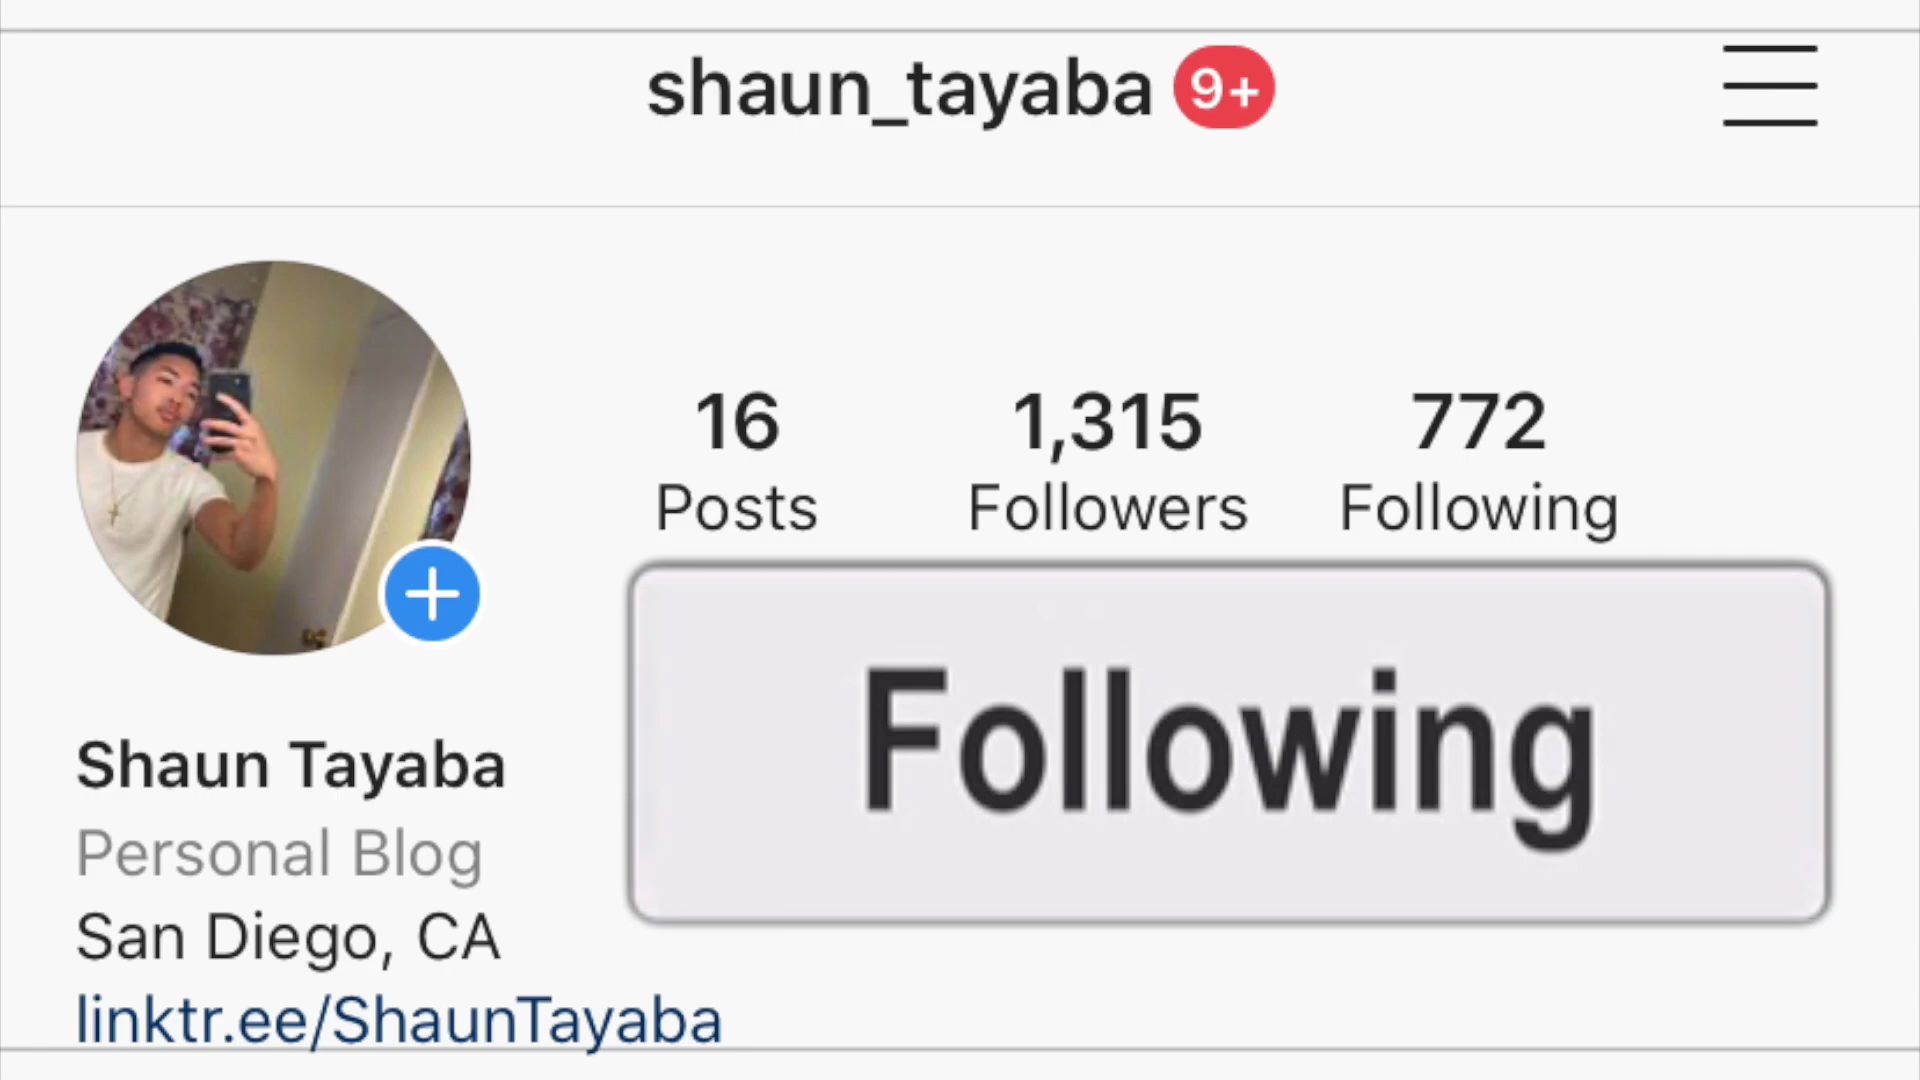 shaun_tayaba 9+
16 1,315 772
Posts Followers Following
Following
Shaun Tayaba
Personal Blog
San Diego, CA
linktr.ee/ShaunTayaba